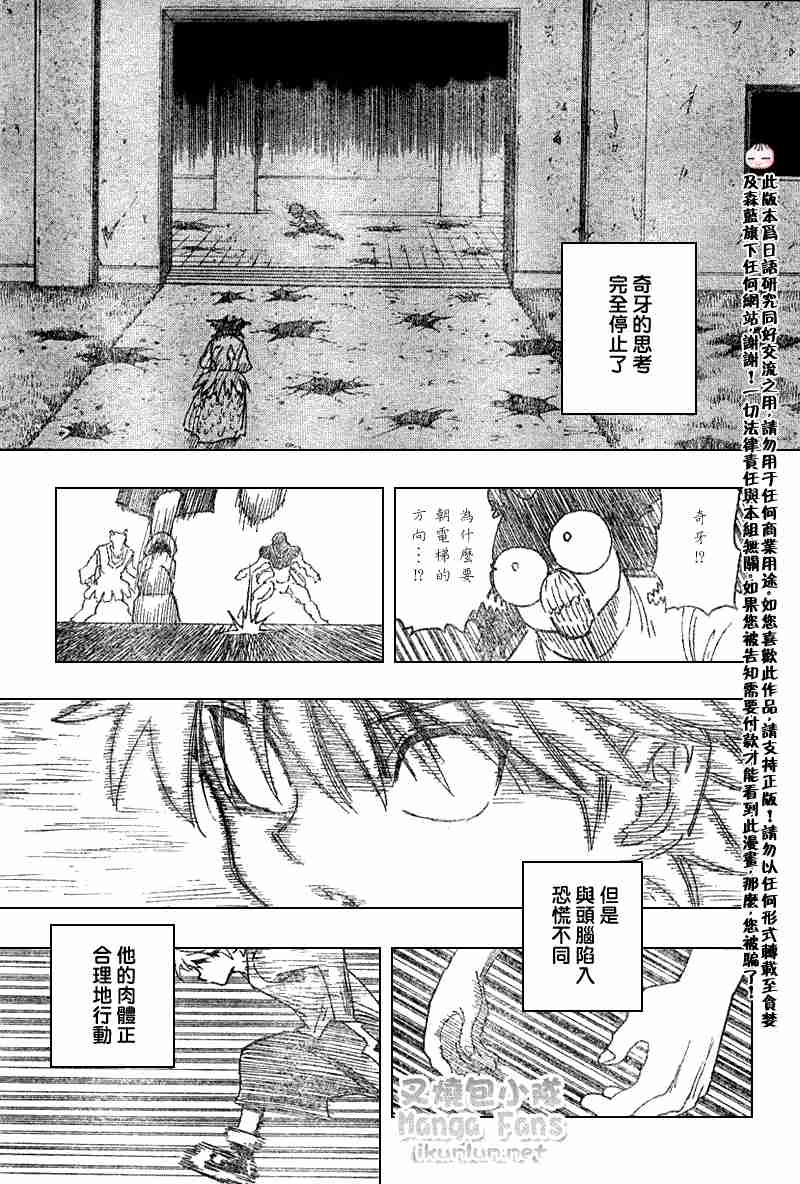 奇牙的思考
完全停止了
奇牙!?
為什麼要
朝電梯的
方向…!?
但是
與頭腦陷入
恐慌不同
他的肉體正
合理地行動
此版本爲日語研究同好交流之用，請勿用于任何商業用途。如您喜歡此作品，請支持正版！請勿以任何形式轉載至貪婪
及森藍旗下任何網站，謝謝！一切法律責任與本組無關。如果您被告知需要付款才能看到此漫畫，那麼，您被騙了！
叉燒包小隊
Manga Fans
ikunlun.net